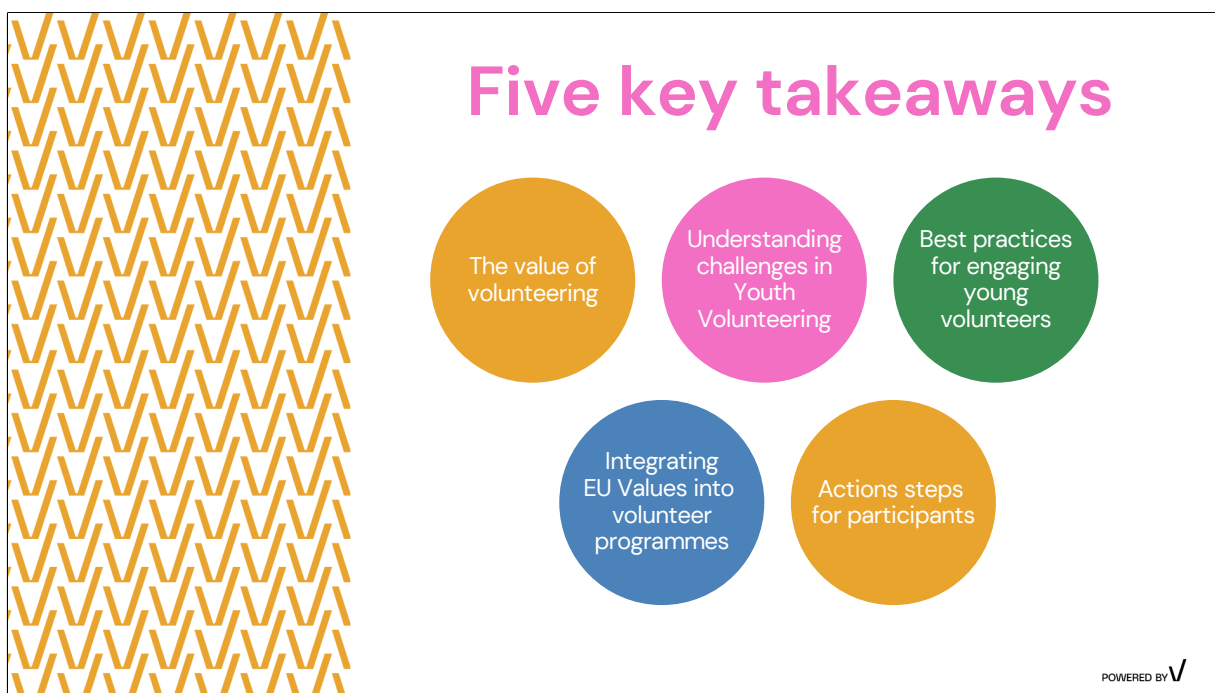 Five key takeaways
The value of
volunteering
Understanding
challenges in
Youth
Volunteering
Best practices
for engaging
young
volunteers
Integrating
EU Values into
volunteer
programmes
Actions steps
for participants
POWERED BY